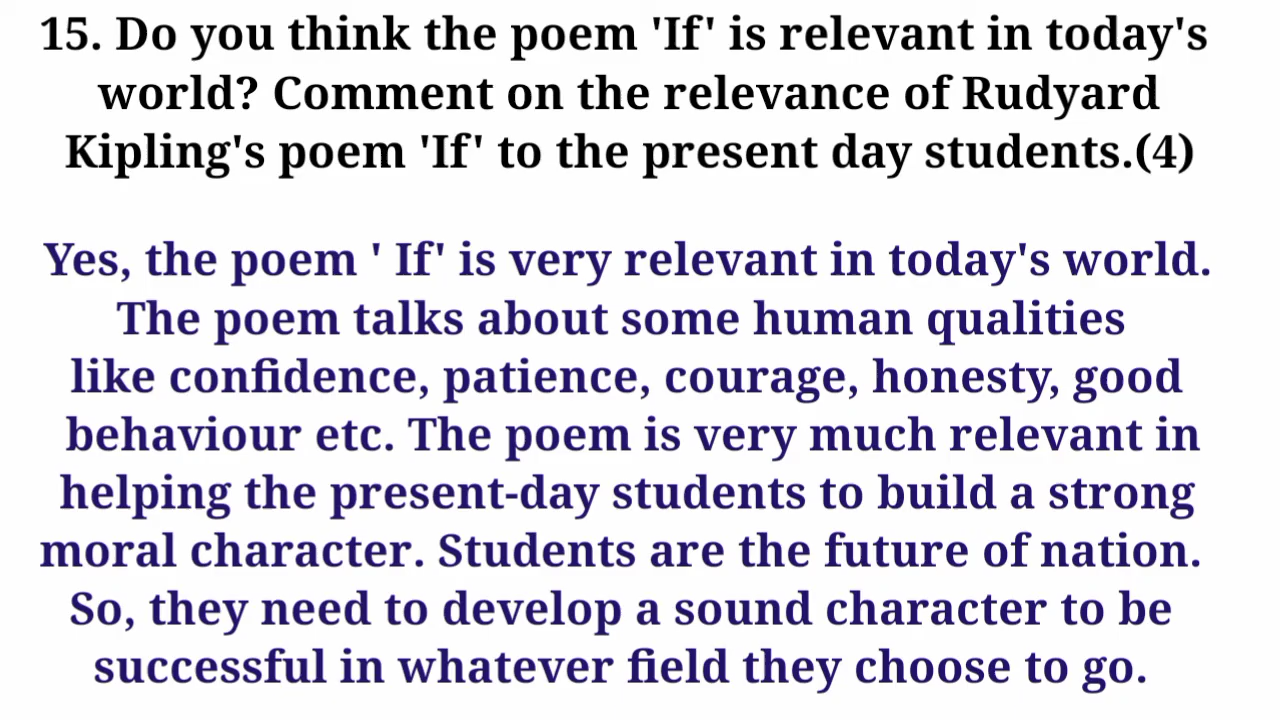 15. Do you think the poem 'If' is relevant in today's
world? Comment on the relevance of Rudyard
Kipling's poem 'If' to the present day students.(4)
Yes, the poem ' If' is very relevant in today's world.
The poem talks about some human qualities
like confidence, patience, courage, honesty, good
behaviour etc. The poem is very much relevant in
helping the present-day students to build a strong
moral character. Students are the future of nation.
So, they need to develop a sound character to be
successful in whatever field they choose to go.